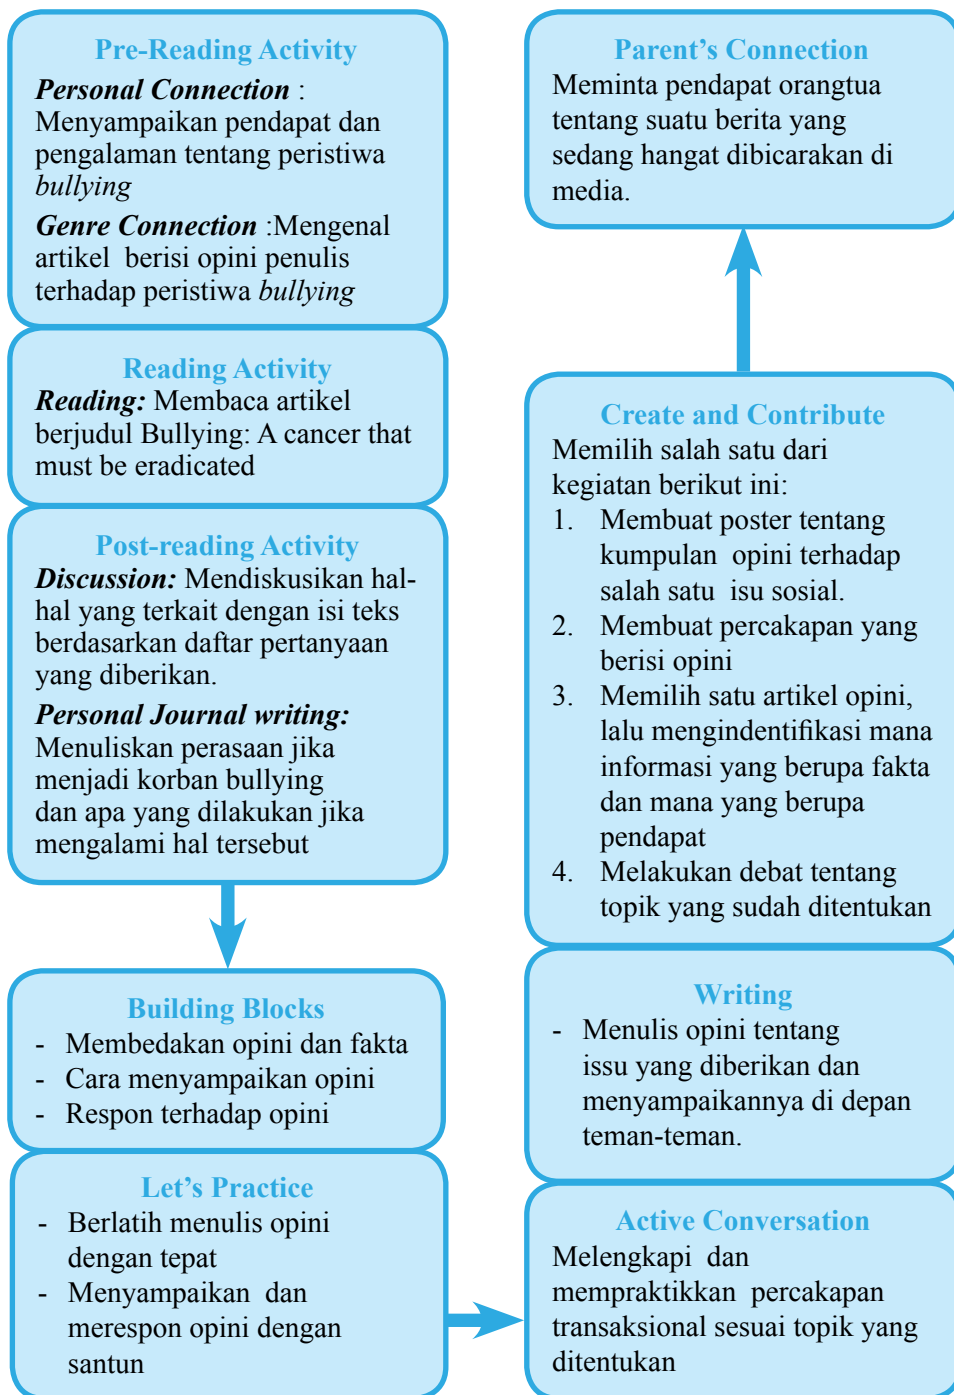 Pre-Reading Activity
Personal Connection :
Menyampaikan pendapat dan
pengalaman tentang peristiwa
bullying
Genre Connection :Mengenal
artikel berisi opini penulis
terhadap peristiwa bullying
Reading Activity
Reading: Membaca artikel
berjudul Bullying: A cancer that
must be eradicated
Post-reading Activity
Discussion: Mendiskusikan hal-
hal yang terkait dengan isi teks
berdasarkan daftar pertanyaan
yang diberikan.
Personal Journal writing:
Menuliskan perasaan jika
menjadi korban bullying
dan apa yang dilakukan jika
mengalami hal tersebut
Building Blocks
- Membedakan opini dan fakta
- Cara menyampaikan opini
- Respon terhadap opini
Let's Practice
- Berlatih menulis opini
dengan tepat
- Menyampaikan dan
merespon opini dengan
santun
Active Conversation
Melengkapi dan
mempraktikkan percakapan
transaksional sesuai topik yang
ditentukan
Writing
- Menulis opini tentang
issu yang diberikan dan
menyampaikannya di depan
teman-teman.
Create and Contribute
Memilih salah satu dari
kegiatan berikut ini:
1. Membuat poster tentang
kumpulan opini terhadap
salah satu isu sosial.
2. Membuat percakapan yang
berisi opini
3. Memilih satu artikel opini,
lalu mengindentifikasi mana
informasi yang berupa fakta
dan mana yang berupa
pendapat
4. Melakukan debat tentang
topik yang sudah ditentukan
Parent's Connection
Meminta pendapat orangtua
tentang suatu berita yang
sedang hangat dibicarakan di
media.